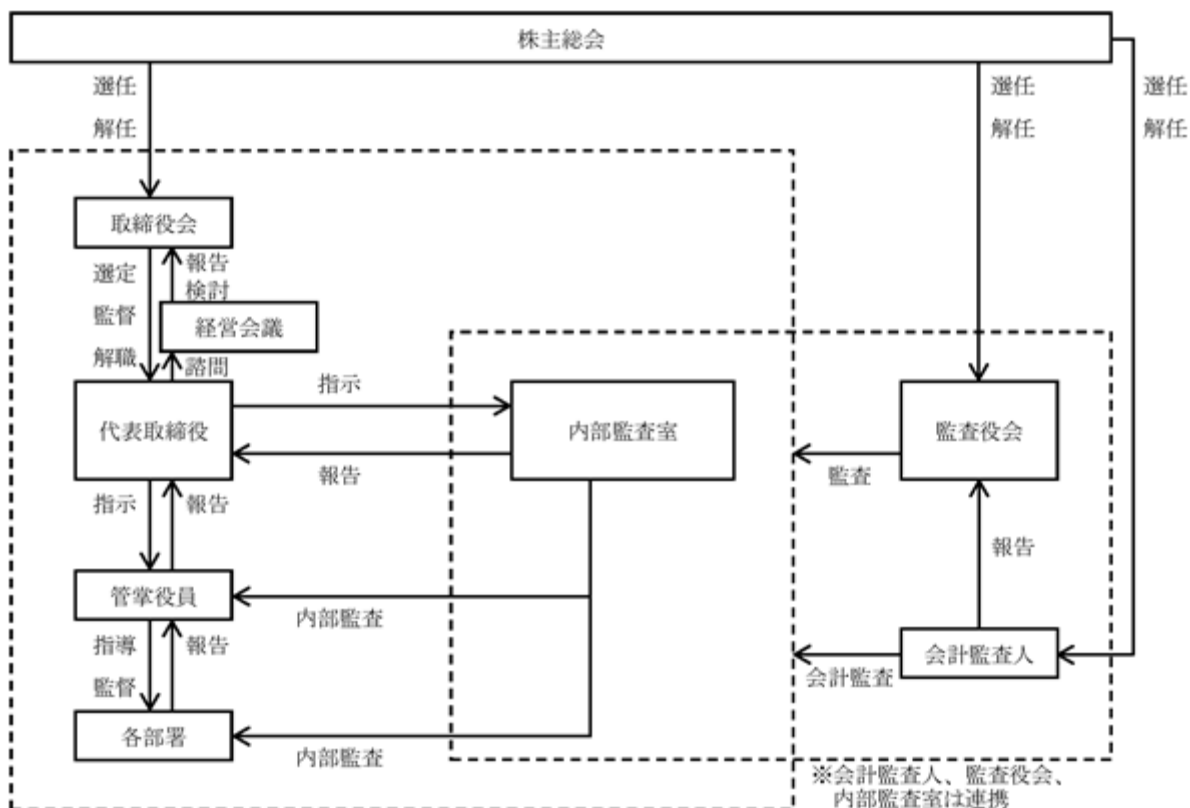 株主総会
選任
解任
選任
解任
選任
解任
取締役会
選定
監督
解職
報告
検討
経営会議
諮問
代表取締役
指示
報告
内部監査室
監査役会
監査
指示
報告
報告
管掌役員
内部監査
指導
監督
報告
会計監査人
会計監査
各部署
内部監査
※会計監査人、監査役会、
内部監査室は連携